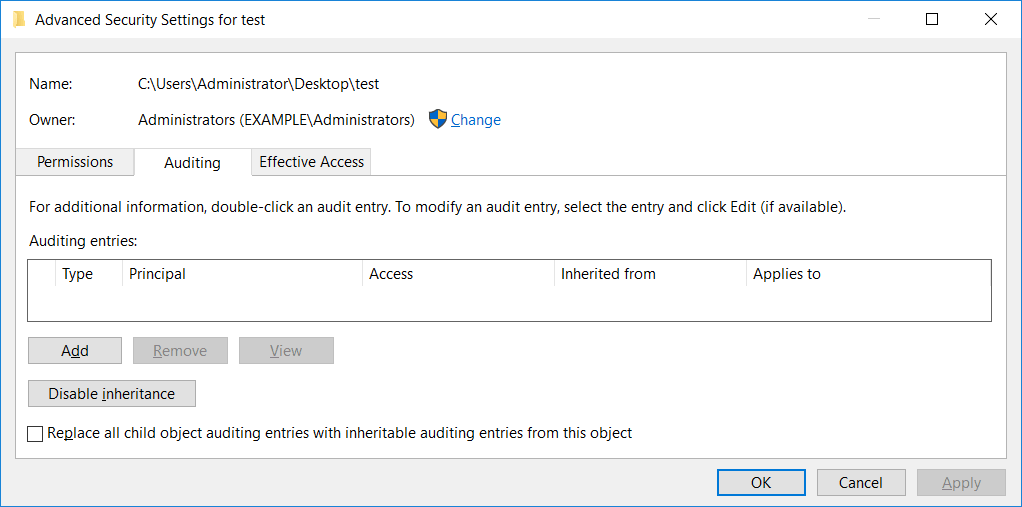 Advanced Security Settings for test
Name: C:\Users\Administrator\Desktop\test
Owner: Administrators (EXAMPLE\Administrators) Change
Permissions Auditing Effective Access
For additional information, double-click an audit entry. To modify an audit entry, select the entry and click Edit (if available).
Auditing entries:
Type Principal Access Inherited from Applies to
Add Remove View
Disable inheritance
Replace all child object auditing entries with inheritable auditing entries from this object
OK Cancel Apply